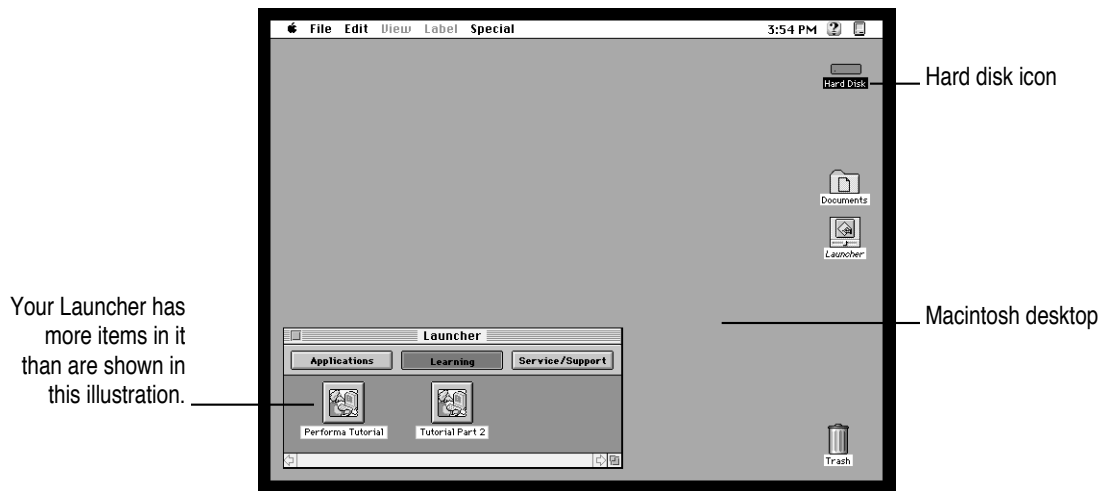 File Edit View Label Special 3:54 PM
Hard Disk
Hard disk icon
Documents
Launcher
Macintosh desktop
Your Launcher has
more items in it
than are shown in
this illustration.
Launcher
Applications Learning Service/Support
Performa Tutorial Tutorial Part 2
Trash